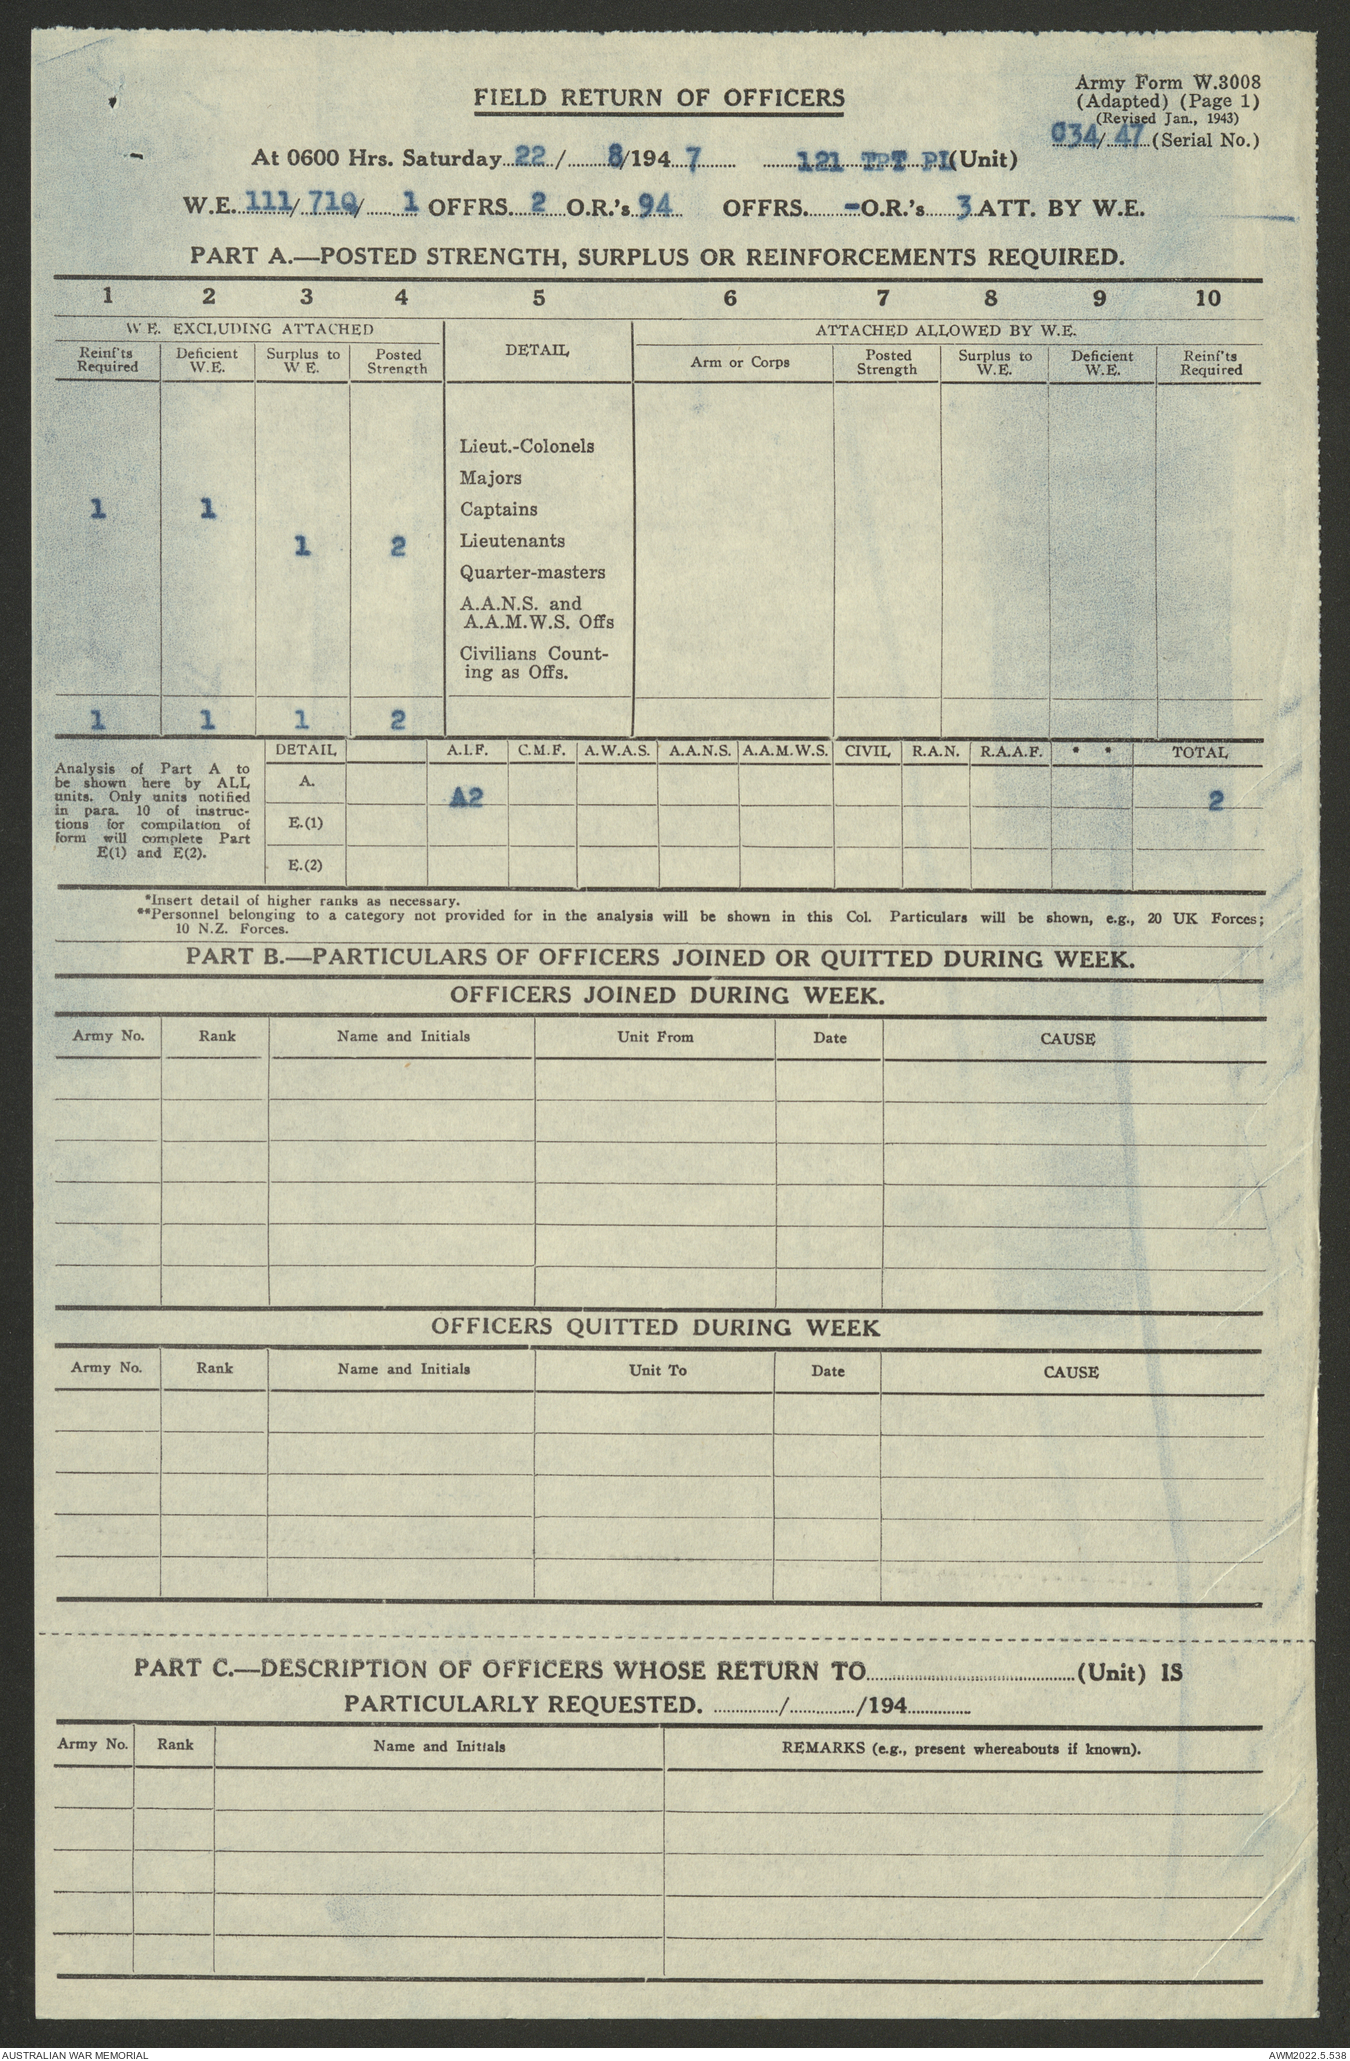 Army Form W.3008
FIELD RETURN OF OFFICERS
(Adapted) (Page 1)
(Revised Jan., 1943)
034/ 47 (Serial No.)
At 0600 Hrs. Saturday 22 / 8/194 7 121 TPT PL (Unit)
W.E. 111/ 710/ 1 OFFRS. 2 O.R.'s 94 OFFRS. - O.R.'s 3 ATT. BY W.E.
PART A.—POSTED STRENGTH, SURPLUS OR REINFORCEMENTS REQUIRED.
1 2 3 4 5 6 7 8 9 10
W E. EXCLUDING ATTACHED DETAIL ATTACHED ALLOWED BY W.E.
Reinf'ts Required Deficient W.E. Surplus to W E. Posted Strength Arm or Corps Posted Strength Surplus to W.E. Deficient W.E. Reinf'ts Required
Lieut.-Colonels
Majors
1 1 Captains
1 2 Lieutenants
Quarter-masters
A.A.N.S. and
A.A.M.W.S. Offs
Civilians Count-
ing as Offs.
1 1 1 2
DETAIL A.I.F. C.M.F. A.W.A.S. A.A.N.S. A.A.M.W.S. CIVIL R.A.N. R.A.A.F. * * TOTAL
Analysis of Part A to
be shown here by ALL
units. Only units notified
in para. 10 of instruc-
tions for compilation of
form will complete Part
E(1) and E(2).
A.
A2 2
E.(1)
E.(2)
*Insert detail of higher ranks as necessary.
**Personnel belonging to a category not provided for in the analysis will be shown in this Col. Particulars will be shown, e.g., 20 UK Forces;
10 N.Z. Forces.
PART B.—PARTICULARS OF OFFICERS JOINED OR QUITTED DURING WEEK.
OFFICERS JOINED DURING WEEK.
Army No. Rank Name and Initials Unit From Date CAUSE
OFFICERS QUITTED DURING WEEK
Army No. Rank Name and Initials Unit To Date CAUSE
PART C.—DESCRIPTION OF OFFICERS WHOSE RETURN TO (Unit) IS
PARTICULARLY REQUESTED. / /194
Army No. Rank Name and Initials REMARKS (e.g., present whereabouts if known).
AUSTRALIAN WAR MEMORIAL AWM2022.5.538